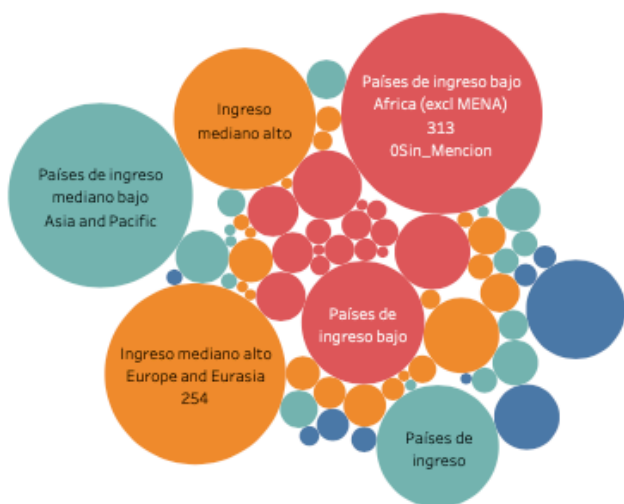 Países de ingreso bajo
Africa (excl MENA)
313
0Sin_Mencion
Ingreso
mediano alto
Países de ingreso
mediano bajo
Asia and Pacific
Países de
ingreso bajo
Ingreso mediano alto
Europe and Eurasia
254
Países de
ingreso